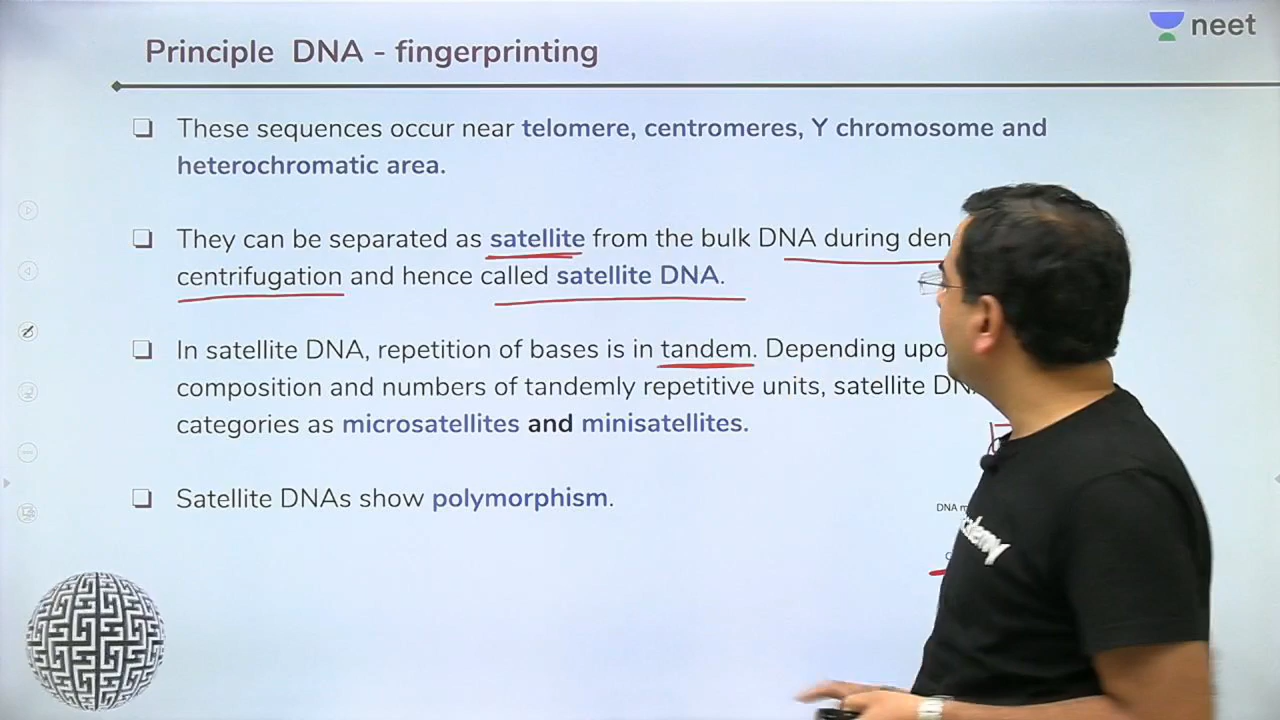 neet
Principle DNA - fingerprinting
These sequences occur near telomere, centromeres, Y chromosome and
heterochromatic area.
They can be separated as satellite from the bulk DNA during
centrifugation and hence called satellite DNA.
In satellite DNA, repetition of bases is in tandem. Depending
composition and numbers of tandemly repetitive units, satellite
categories as microsatellites and minisatellites.
Satellite DNAs show polymorphism.
DNA